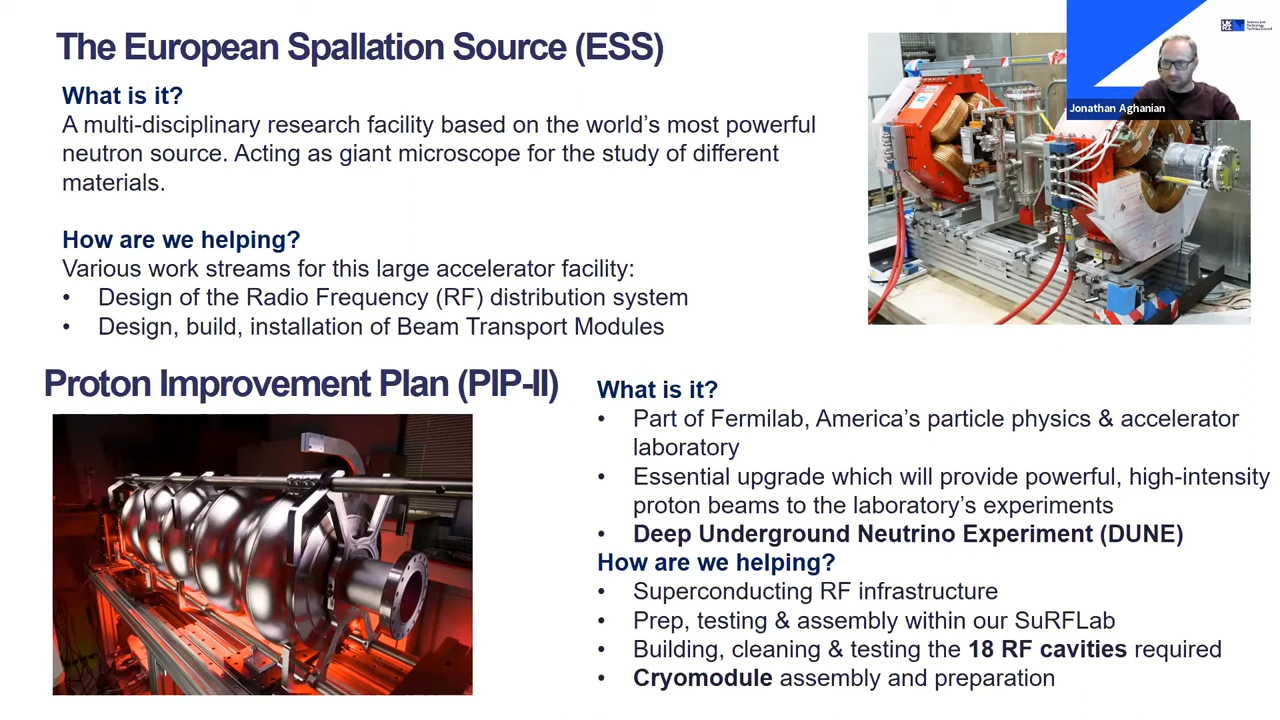 The European Spallation Source (ESS)
What is it?
A multi-disciplinary research facility based on the world’s most powerful
neutron source. Acting as giant microscope for the study of different
materials.
How are we helping?
Various work streams for this large accelerator facility:
• Design of the Radio Frequency (RF) distribution system
• Design, build, installation of Beam Transport Modules
Science and
Technology
Facilities Council
Jonathan Aghanian
Proton Improvement Plan (PIP-II)
What is it?
• Part of Fermilab, America’s particle physics & accelerator
laboratory
• Essential upgrade which will provide powerful, high-intensity
proton beams to the laboratory’s experiments
• Deep Underground Neutrino Experiment (DUNE)
How are we helping?
• Superconducting RF infrastructure
• Prep, testing & assembly within our SuRFLab
• Building, cleaning & testing the 18 RF cavities required
• Cryomodule assembly and preparation